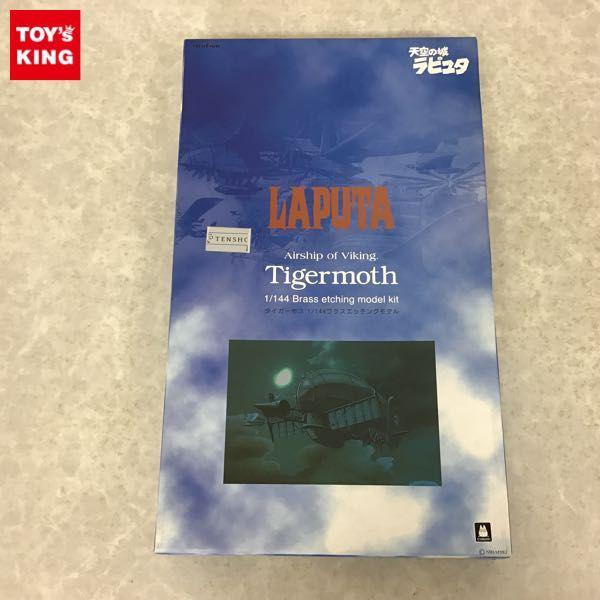 TOY's
KING
天空の城
ラピュタ
LAPUTA
TENSHO
Airship of Viking.
Tigermoth
1/144 Brass etching model kit
タイガーモス 1/144ブラスエッチングモデル